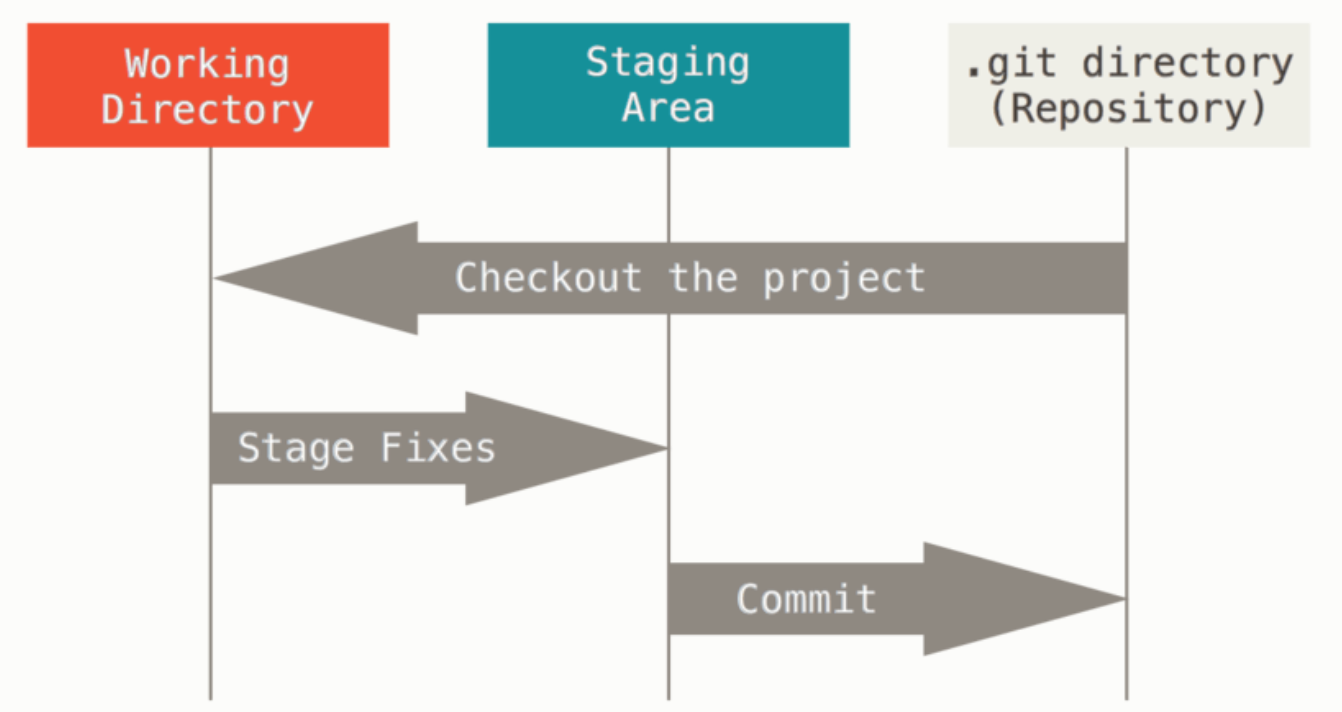 Working
Directory
Staging
Area
.git directory
(Repository)
Checkout the project
Stage Fixes
Commit